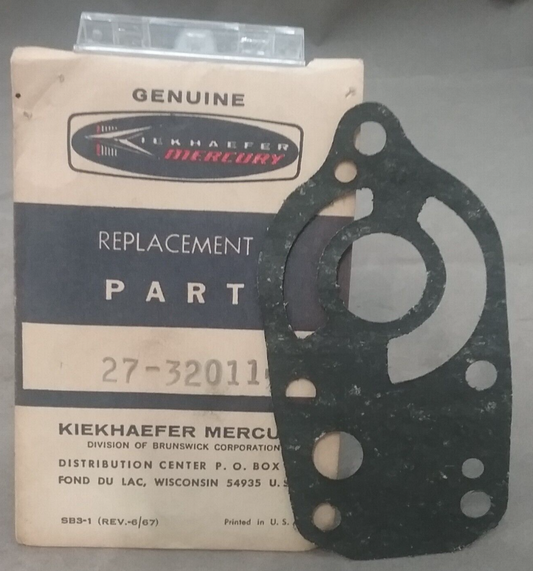 GENUINE
KIEKHAEFER
MERCURY
REPLACEMENT
PART
27-32011
KIEKHAEFER MERCU
DIVISION OF BRUNSWICK CORPORATION
DISTRIBUTION CENTER P. O. BOX
FOND DU LAC, WISCONSIN 54935 U. S
SB3-1 (REV.-6/67) Printed in U. S.